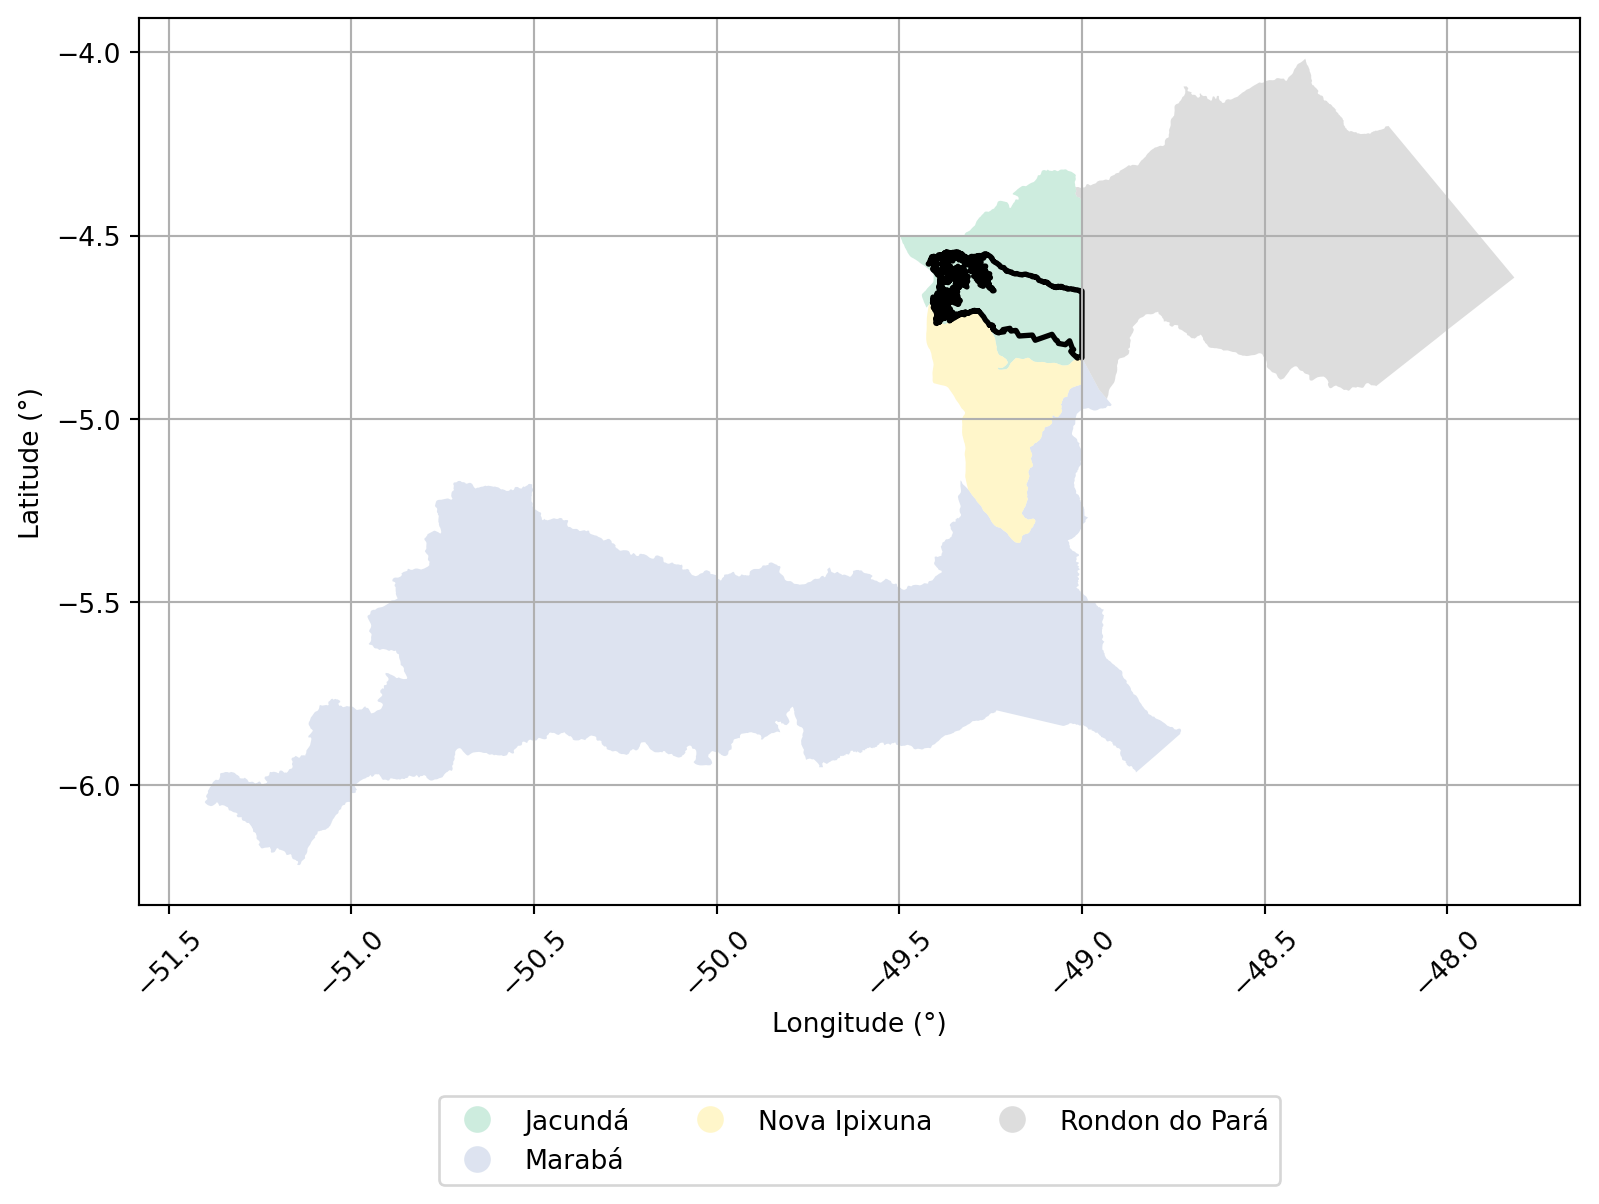 −4.0
−4.5
−5.0
−5.5
−6.0
Latitude (°)
−51.5 −51.0 −50.5 −50.0 −49.5 −49.0 −48.5 −48.0
Longitude (°)
Jacundá Nova Ipixuna Rondon do Pará
Marabá